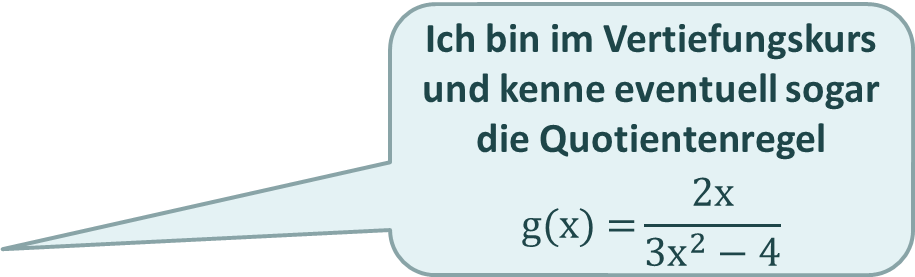 Ich bin im Vertiefungskurs
und kenne eventuell sogar
die Quotientenregel
g(x) = 2x / (3x² − 4)